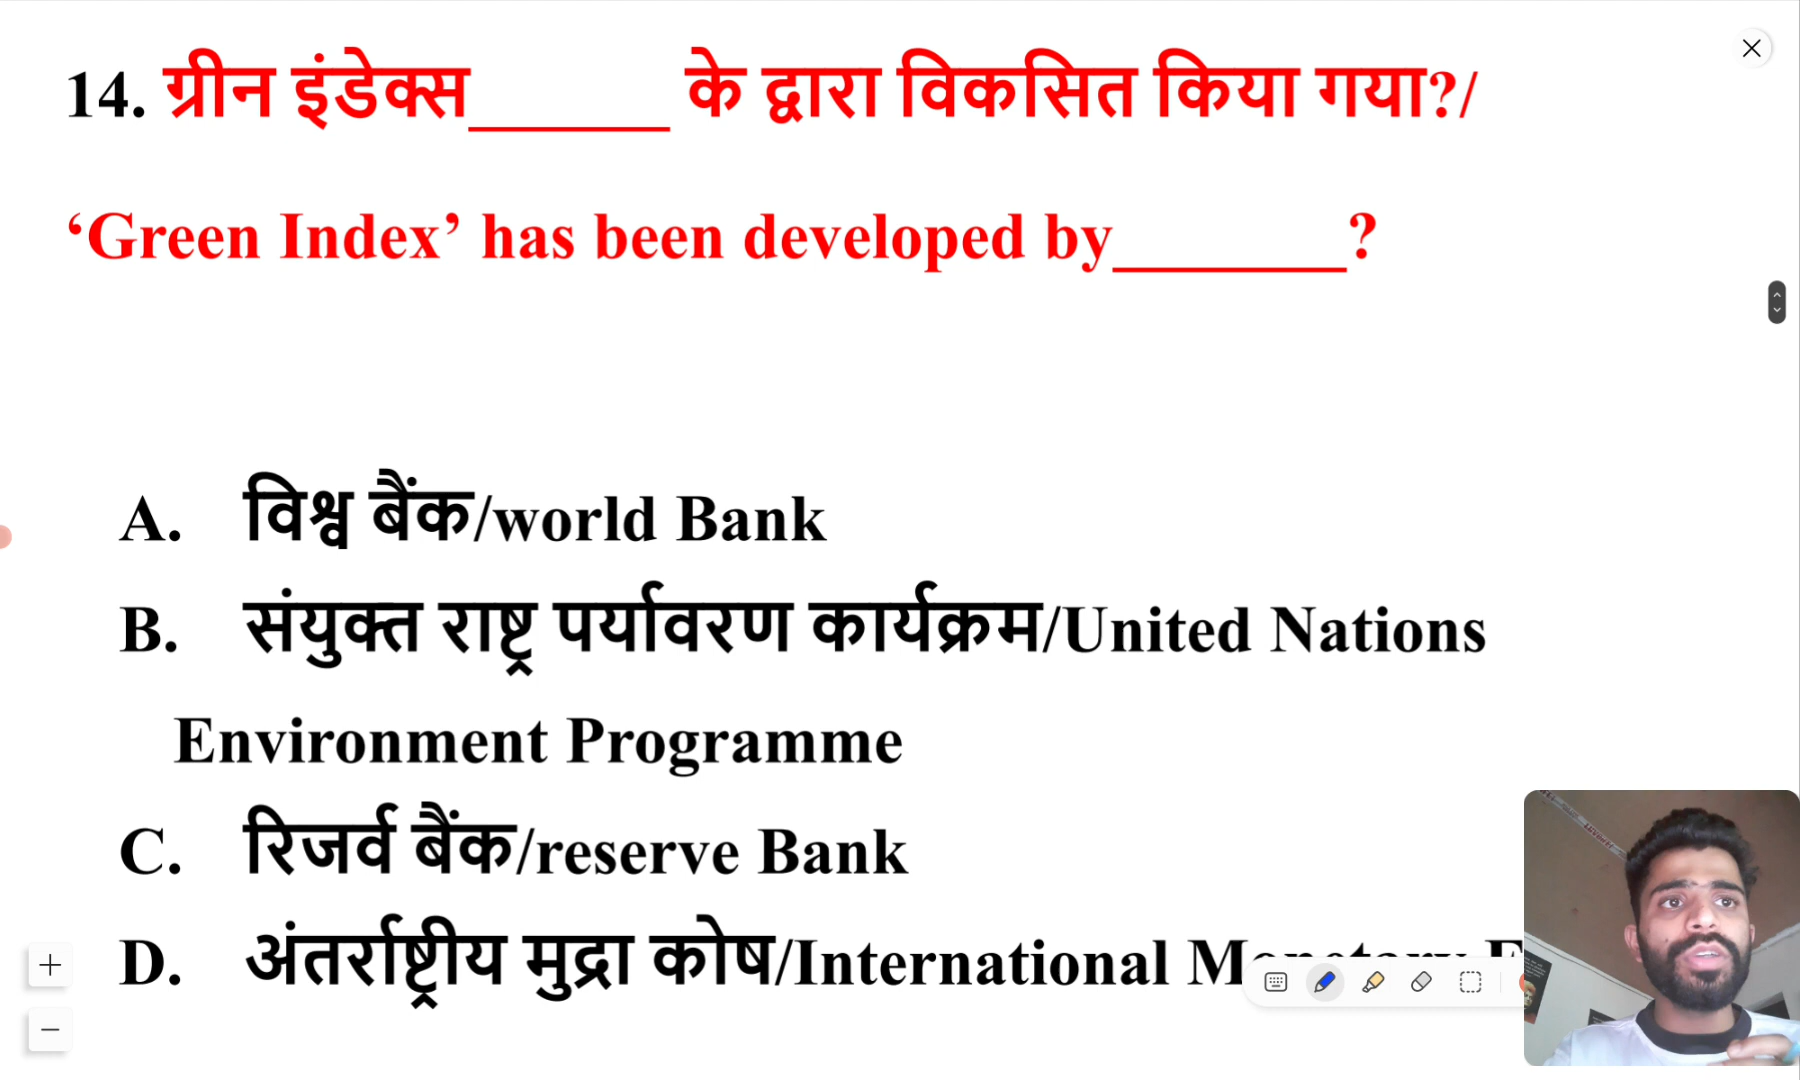 14. ग्रीन इंडेक्स______ के द्वारा विकसित किया गया?/
‘Green Index’ has been developed by_______?
A. विश्व बैंक/world Bank
B. संयुक्त राष्ट्र पर्यावरण कार्यक्रम/United Nations
Environment Programme
C. रिजर्व बैंक/reserve Bank
D. अंतर्राष्ट्रीय मुद्रा कोष/International